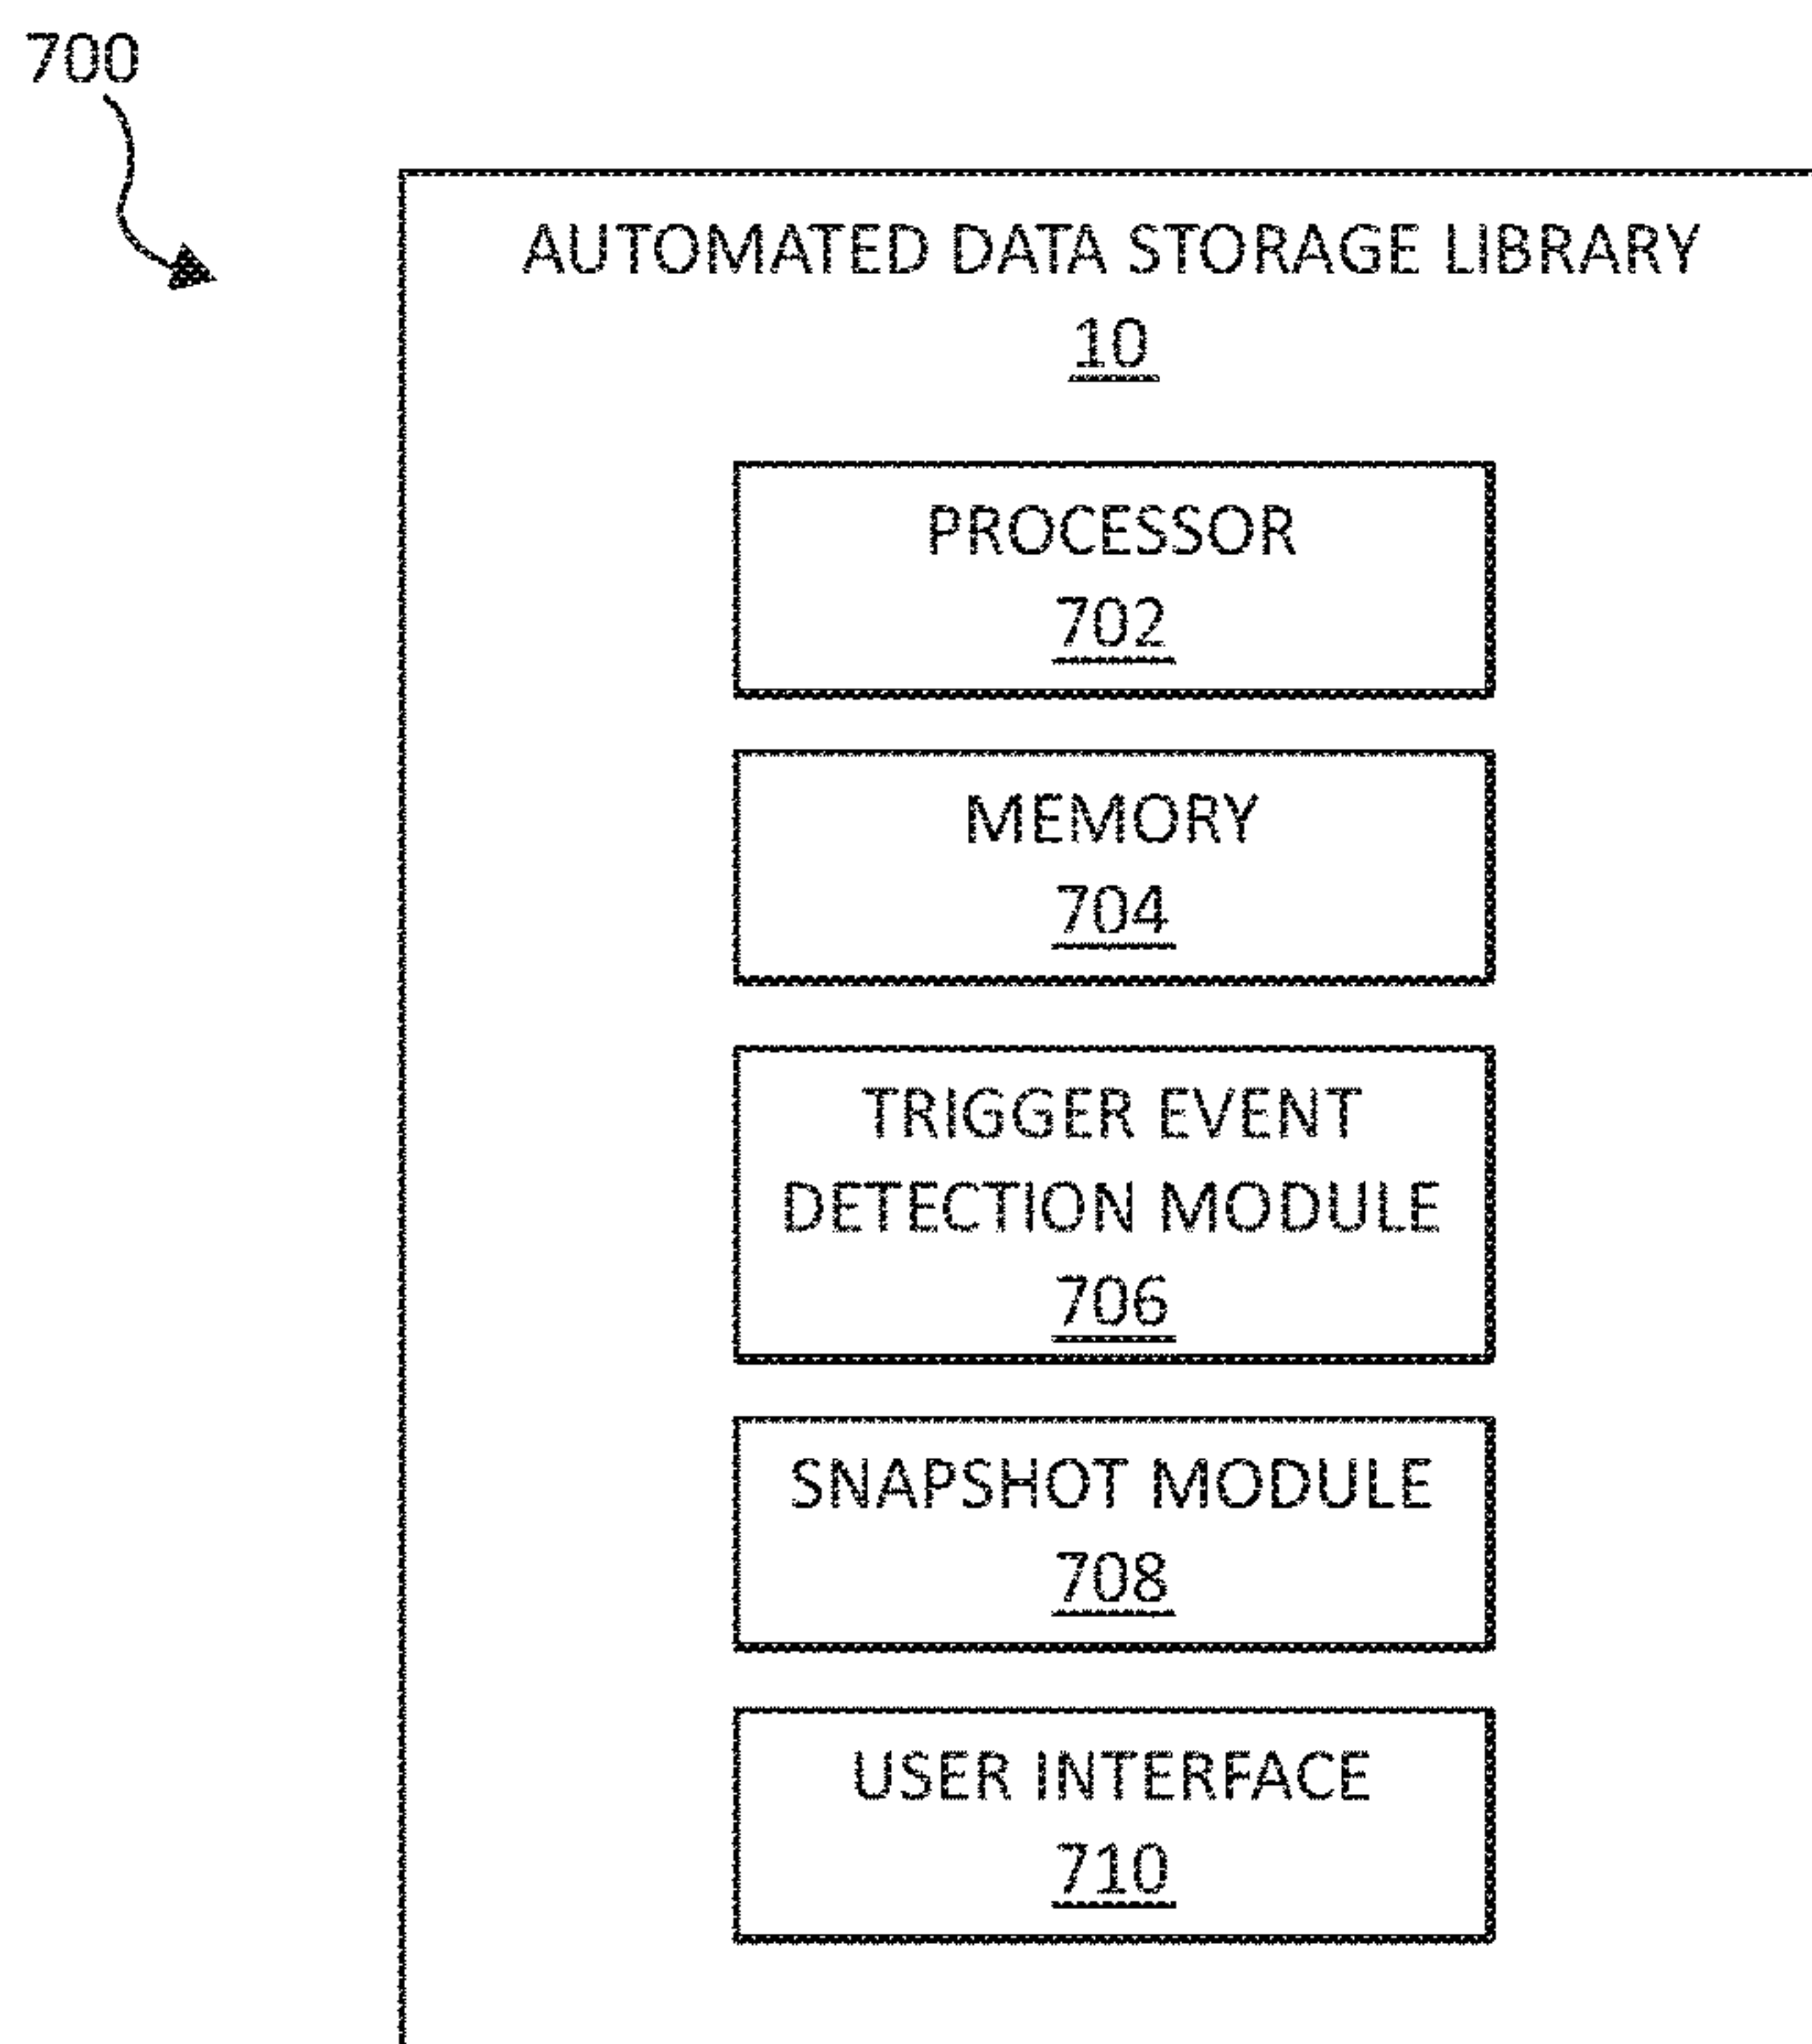 700
AUTOMATED DATA STORAGE LIBRARY
10
PROCESSOR
702
MEMORY
704
TRIGGER EVENT
DETECTION MODULE
706
SNAPSHOT MODULE
708
USER INTERFACE
710